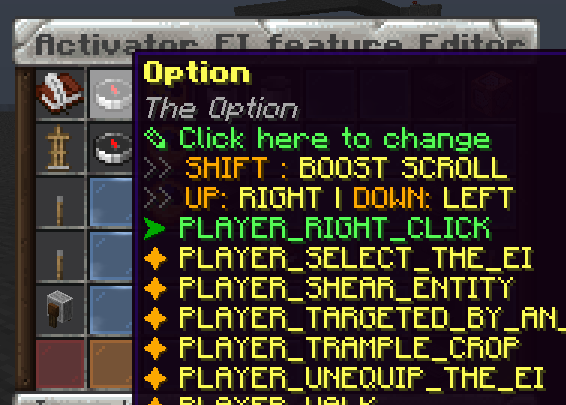 Activator EI feature Editor
Option
The Option
✎ Click here to change
>> SHIFT : BOOST SCROLL
>> UP: RIGHT | DOWN: LEFT
➤ PLAYER_RIGHT_CLICK
✦ PLAYER_SELECT_THE_EI
✦ PLAYER_SHEAR_ENTITY
✦ PLAYER_TARGETED_BY_AN_
✦ PLAYER_TRAMPLE_CROP
✦ PLAYER_UNEQUIP_THE_EI
✦ PLAYER_WALK